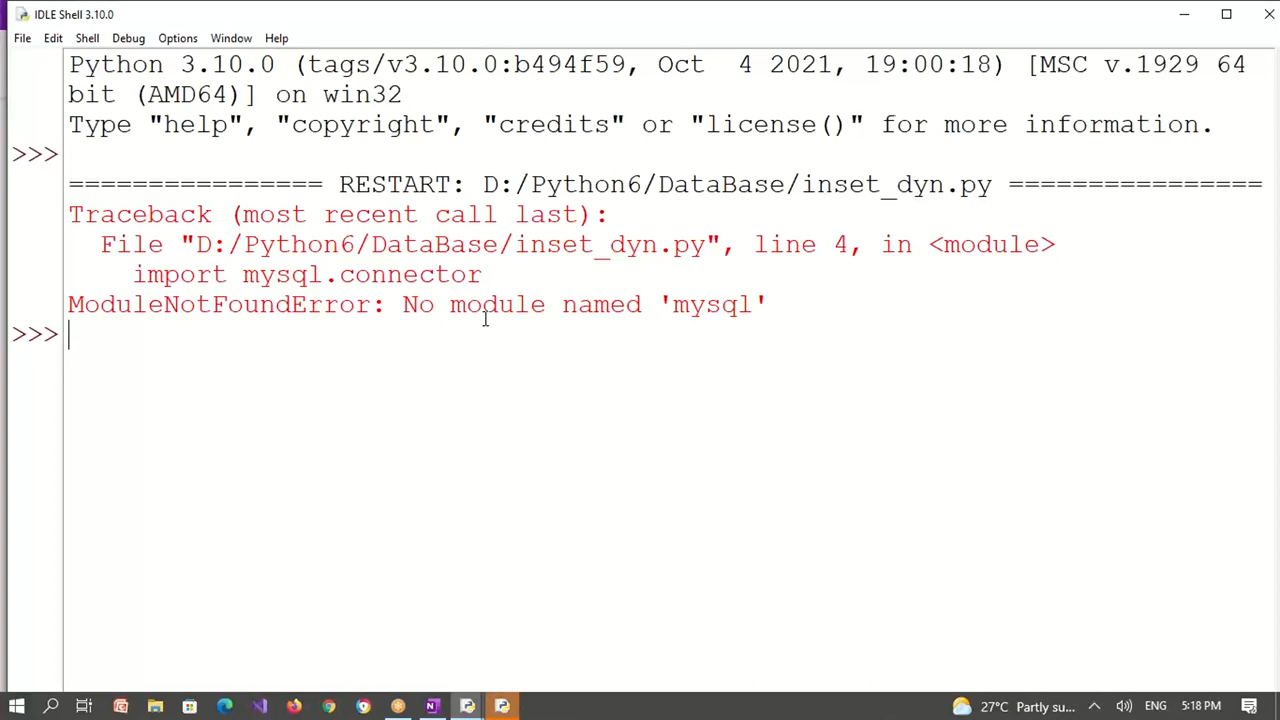 IDLE Shell 3.10.0
File Edit Shell Debug Options Window Help
Python 3.10.0 (tags/v3.10.0:b494f59, Oct  4 2021, 19:00:18) [MSC v.1929 64
bit (AMD64)] on win32
Type "help", "copyright", "credits" or "license()" for more information.
>>>
================ RESTART: D:/Python6/DataBase/inset_dyn.py ================
Traceback (most recent call last):
  File "D:/Python6/DataBase/inset_dyn.py", line 4, in <module>
    import mysql.connector
ModuleNotFoundError: No module named 'mysql'
>>>
27°C Partly su... ENG 5:18 PM